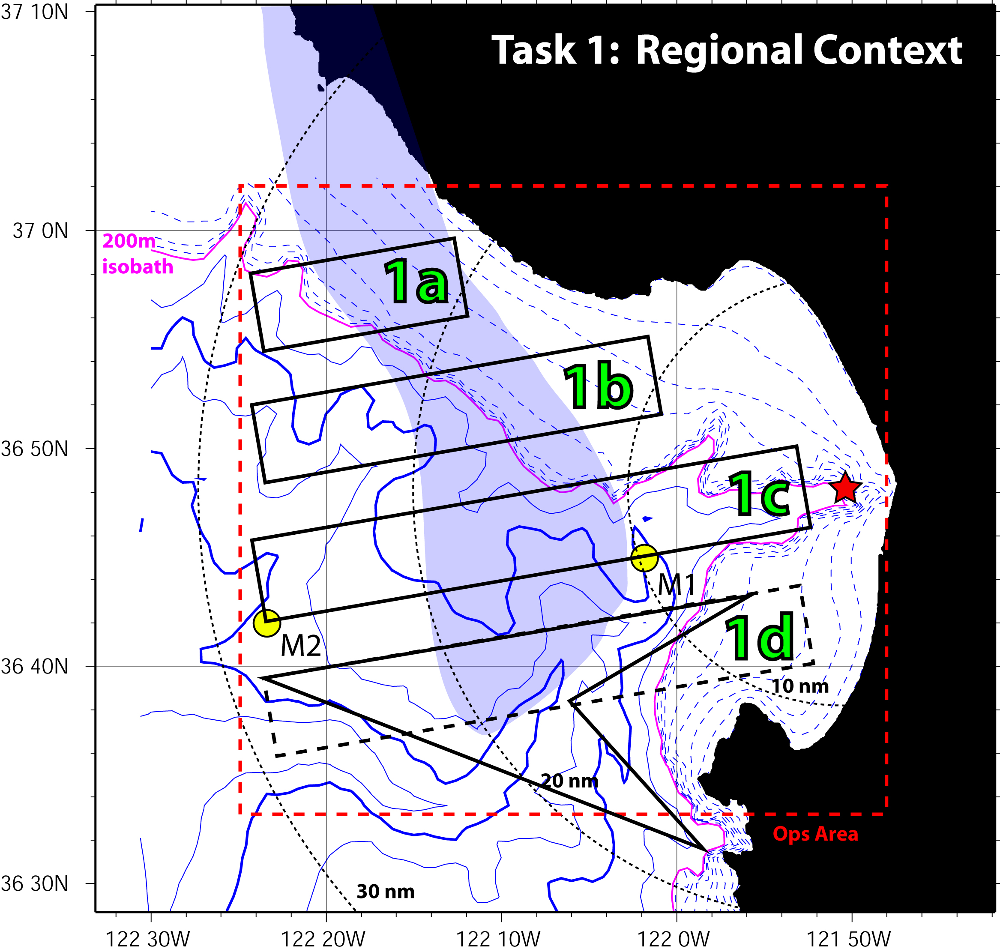 37 10N
Task 1: Regional Context
37 0N
200m
isobath
1a
1b
36 50N
1c
M1
M2
1d
36 40N
10 nm
20 nm
Ops Area
36 30N
30 nm
122 30W
122 20W
122 10W
122 0W
121 50W